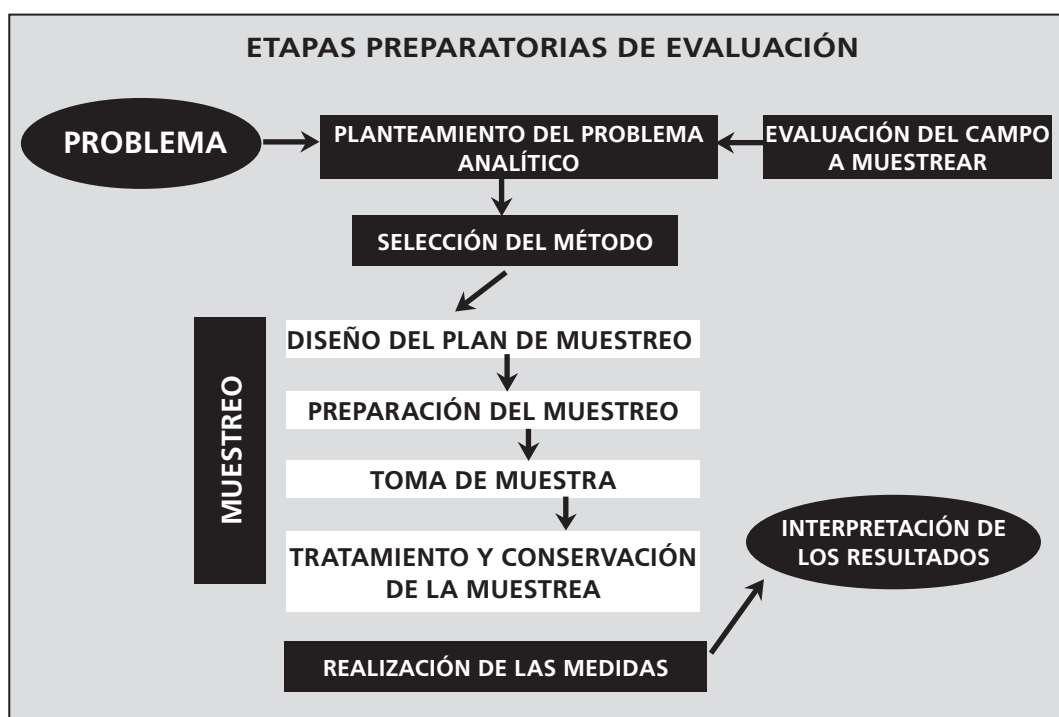 ETAPAS PREPARATORIAS DE EVALUACIÓN
PROBLEMA
PLANTEAMIENTO DEL PROBLEMA
ANALÍTICO
EVALUACIÓN DEL CAMPO
A MUESTREAR
SELECCIÓN DEL MÉTODO
MUESTREO
DISEÑO DEL PLAN DE MUESTREO
PREPARACIÓN DEL MUESTREO
TOMA DE MUESTRA
TRATAMIENTO Y CONSERVACIÓN
DE LA MUESTREA
REALIZACIÓN DE LAS MEDIDAS
INTERPRETACIÓN DE
LOS RESULTADOS